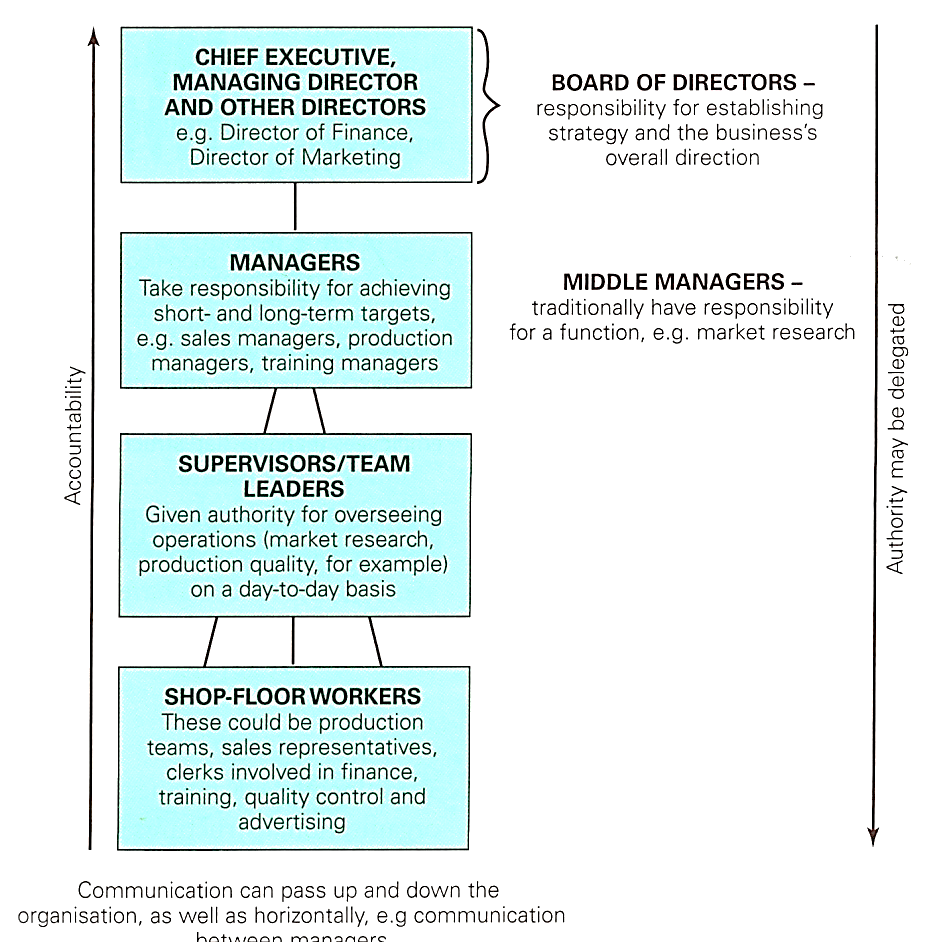 CHIEF EXECUTIVE,
MANAGING DIRECTOR
AND OTHER DIRECTORS
e.g. Director of Finance,
Director of Marketing
BOARD OF DIRECTORS –
responsibility for establishing
strategy and the business's
overall direction
MANAGERS
Take responsibility for achieving
short- and long-term targets,
e.g. sales managers, production
managers, training managers
MIDDLE MANAGERS –
traditionally have responsibility
for a function, e.g. market research
SUPERVISORS/TEAM
LEADERS
Given authority for overseeing
operations (market research,
production quality, for example)
on a day-to-day basis
SHOP-FLOOR WORKERS
These could be production
teams, sales representatives,
clerks involved in finance,
training, quality control and
advertising
Accountability
Authority may be delegated
Communication can pass up and down the
organisation, as well as horizontally, e.g communication
between managers